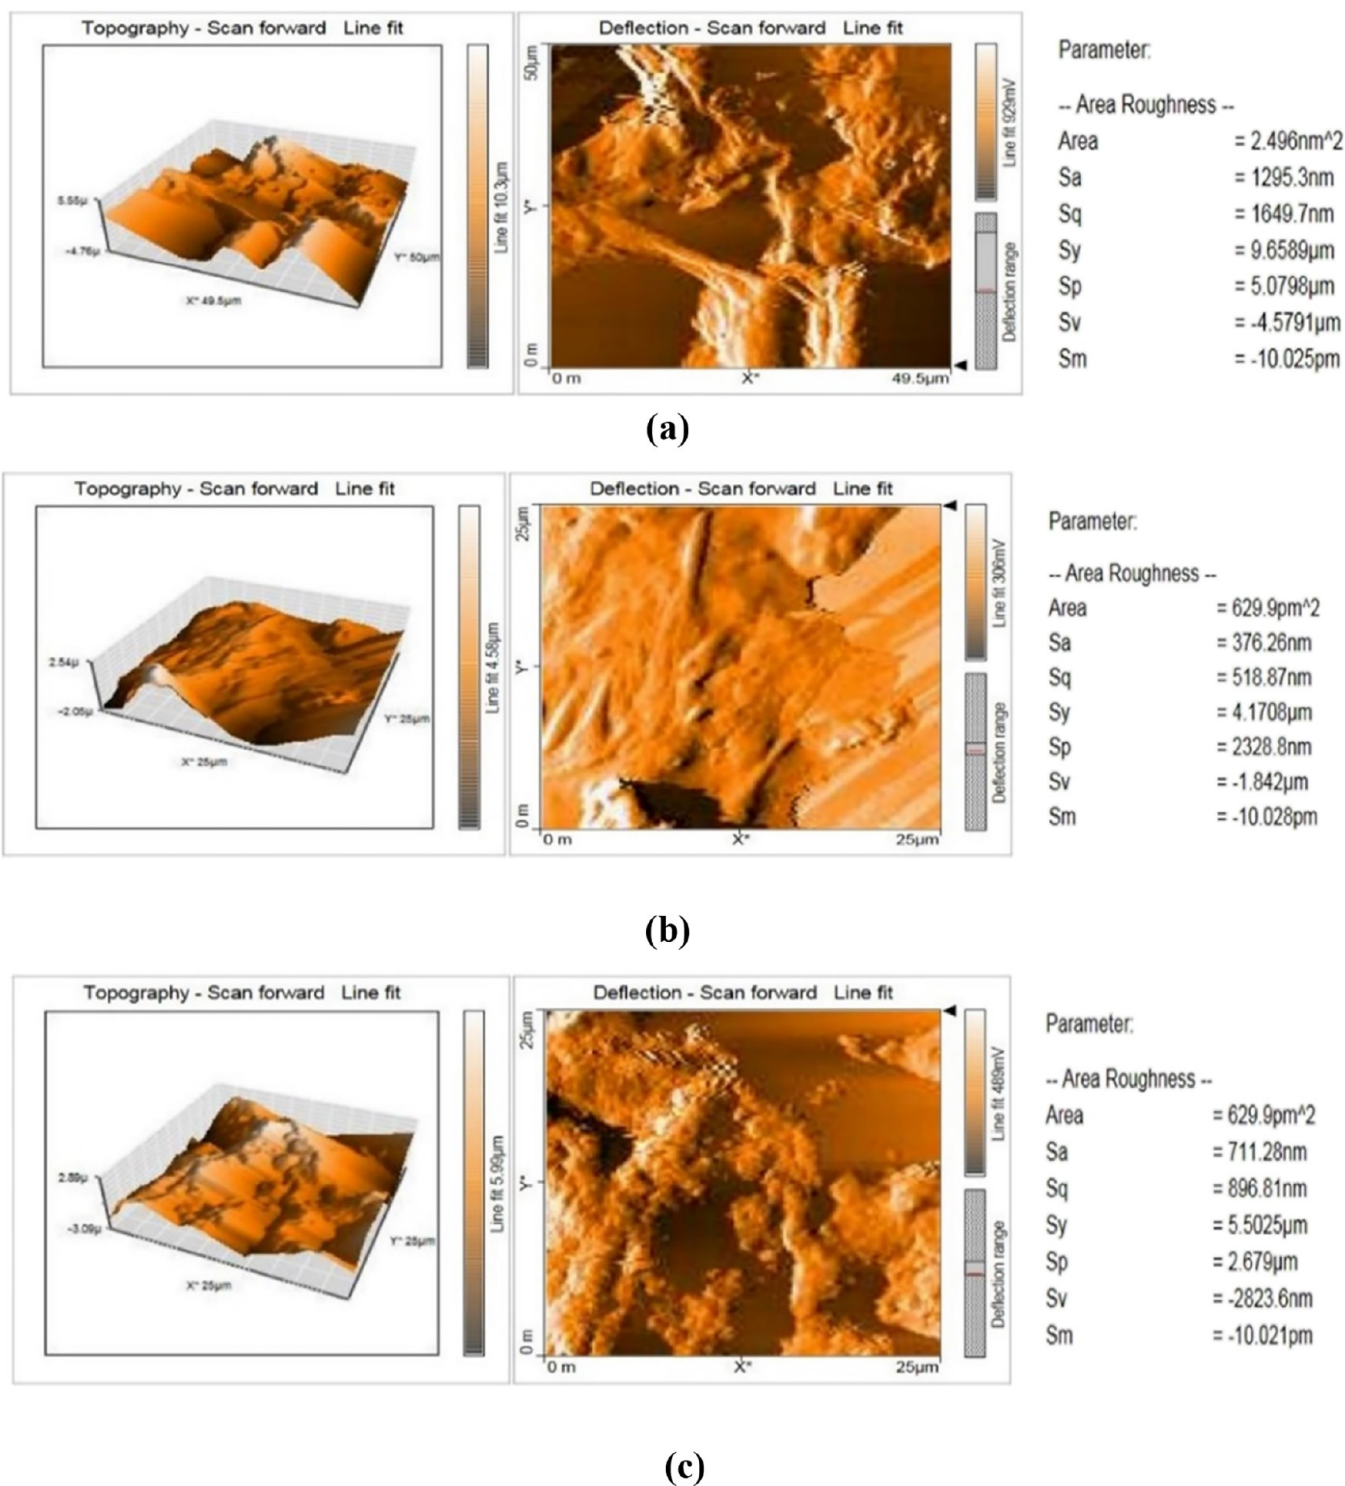 Topography - Scan forward Line fit
5.55µ
-4.76µ
X* 49.5µm
Y* 50µm
Line fit 10.3µm
Deflection - Scan forward Line fit
50µm
Y*
0 m
0 m
X*
49.5µm
Line fit 929mV
Deflection range
Parameter:
-- Area Roughness --
Area = 2.496nm^2
Sa = 1295.3nm
Sq = 1649.7nm
Sy = 9.6589µm
Sp = 5.0798µm
Sv = -4.5791µm
Sm = -10.025pm
(a)
Topography - Scan forward Line fit
2.54µ
-2.05µ
X* 25µm
Y* 25µm
Line fit 4.58µm
Deflection - Scan forward Line fit
25µm
Y*
0 m
0 m
X*
25µm
Line fit 306mV
Deflection range
Parameter:
-- Area Roughness --
Area = 629.9pm^2
Sa = 376.26nm
Sq = 518.87nm
Sy = 4.1708µm
Sp = 2328.8nm
Sv = -1.842µm
Sm = -10.028pm
(b)
Topography - Scan forward Line fit
2.89µ
-3.09µ
X* 25µm
Y* 25µm
Line fit 5.99µm
Deflection - Scan forward Line fit
25µm
Y*
0 m
0 m
X*
25µm
Line fit 489mV
Deflection range
Parameter:
-- Area Roughness --
Area = 629.9pm^2
Sa = 711.28nm
Sq = 896.81nm
Sy = 5.5025µm
Sp = 2.679µm
Sv = -2823.6nm
Sm = -10.021pm
(c)